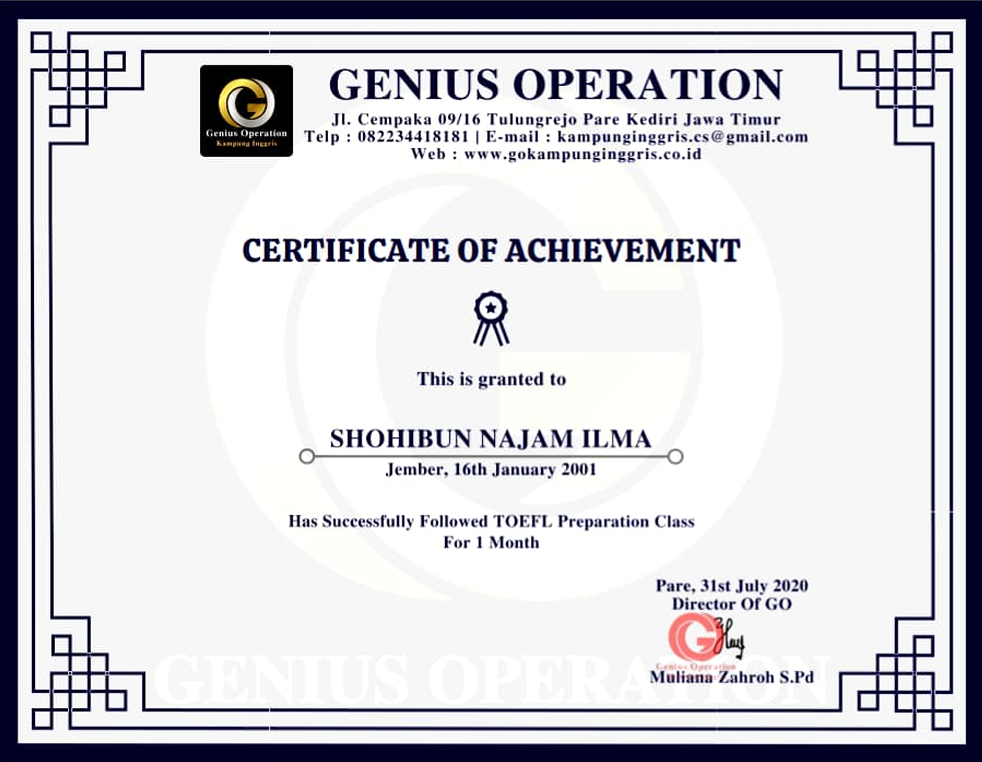 Genius Operation
Kampung Inggris
GENIUS OPERATION
Jl. Cempaka 09/16 Tulungrejo Pare Kediri Jawa Timur
Telp : 082234418181 | E-mail : kampunginggris.cs@gmail.com
Web : www.gokampunginggris.co.id
CERTIFICATE OF ACHIEVEMENT
This is granted to
SHOHIBUN NAJAM ILMA
Jember, 16th January 2001
Has Successfully Followed TOEFL Preparation Class
For 1 Month
Pare, 31st July 2020
Director Of GO
Genius Operation
Muliana Zahroh S.Pd
GENIUS OPERATION